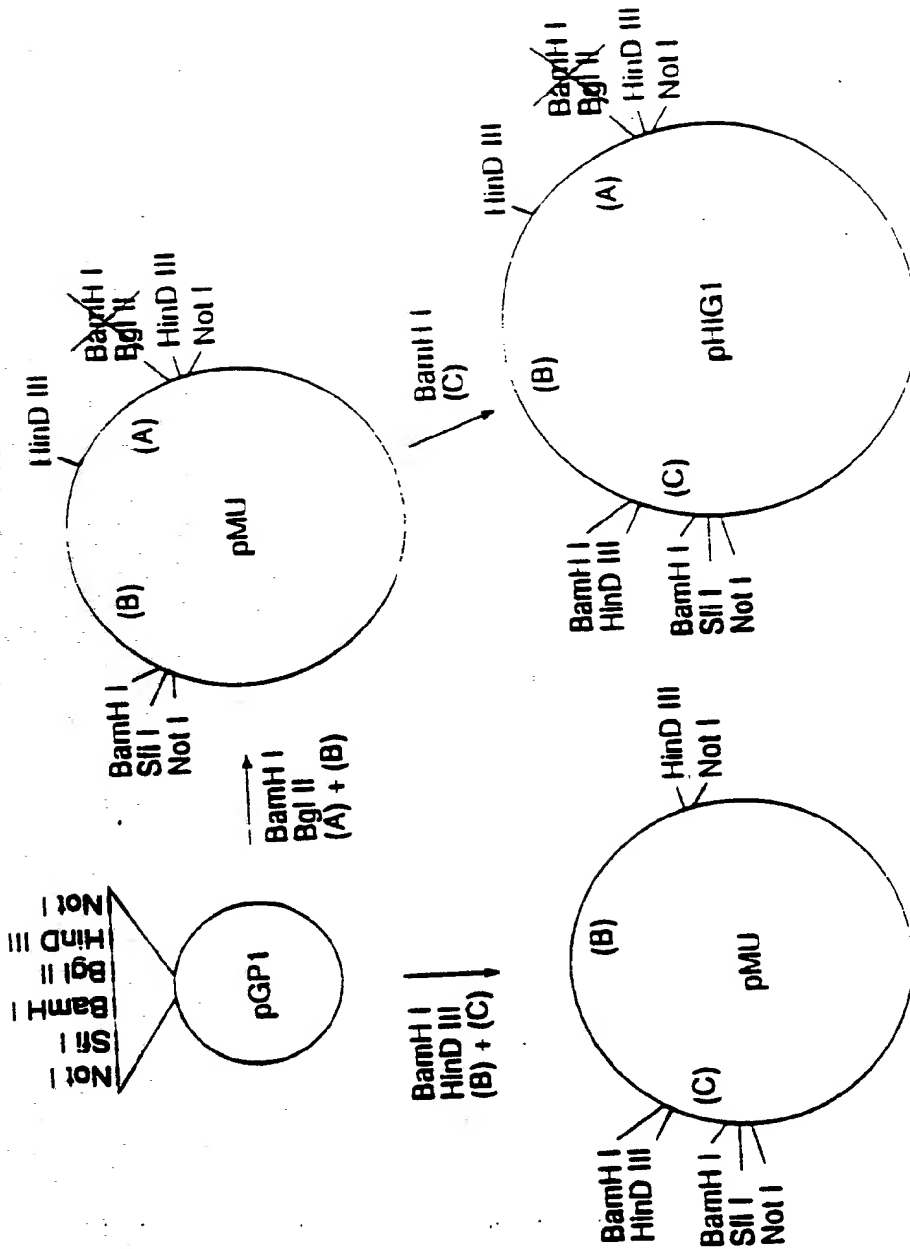 Not I
Sfi I
BamH I
Bgl II
HinD III
Not I
pGP1
BamH I
Bgl II
(A) + (B)
BamH I
Sfi I
Not I
(B)
pMU
(A)
HinD III
BamH I
Bgl II
HinD III
Not I
BamH I
HinD III
(B) + (C)
BamH I
(C)
BamH I
HinD III
BamH I
Sfi I
Not I
(C)
(B)
pMU
HinD III
Not I
BamH I
HinD III
BamH I
Sfi I
Not I
(C)
(B)
pHIG1
(A)
HinD III
BamH I
Bgl II
HinD III
Not I